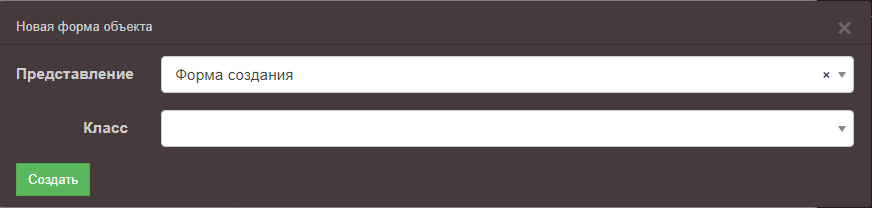 Новая форма объекта ×
Представление Форма создания ×
Класс
Создать